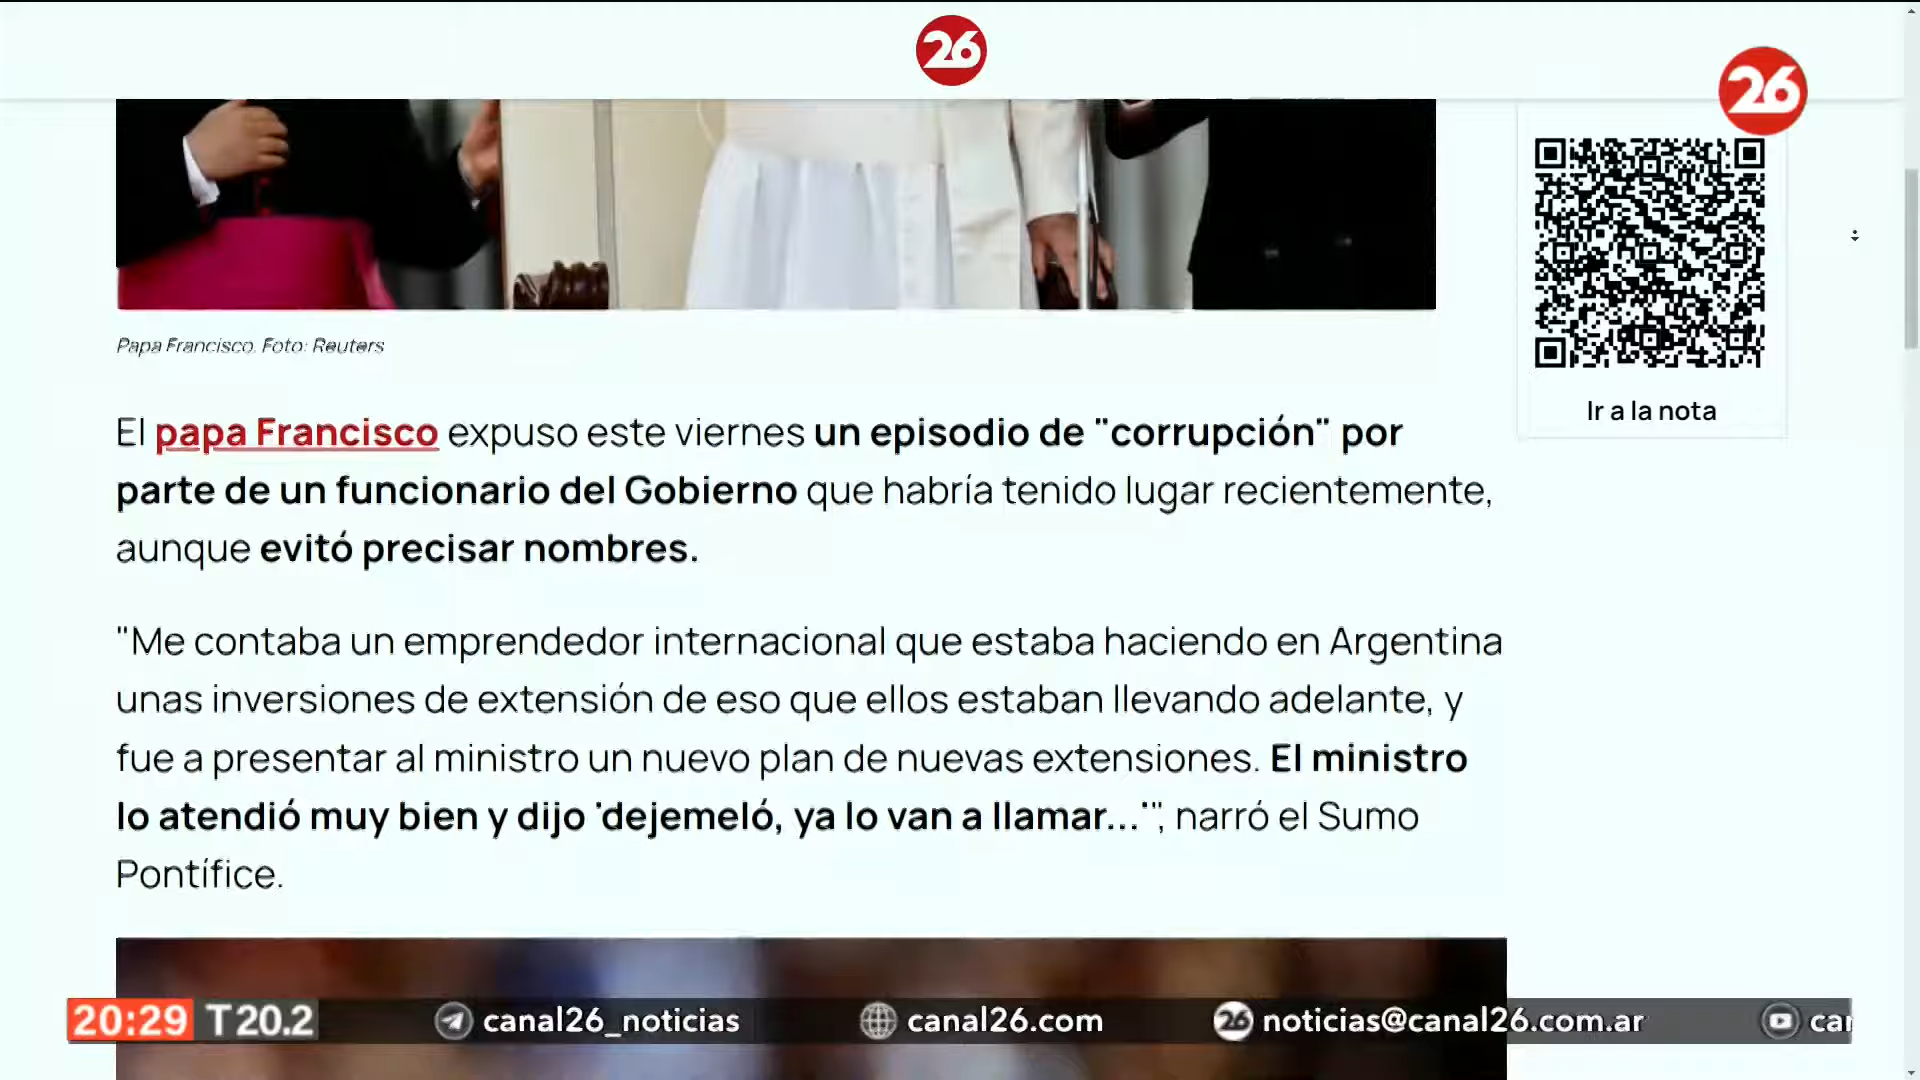 26
26
Papa Francisco. Foto: Reuters
Ir a la nota
El papa Francisco expuso este viernes un episodio de "corrupción" por
parte de un funcionario del Gobierno que habría tenido lugar recientemente,
aunque evitó precisar nombres.
"Me contaba un emprendedor internacional que estaba haciendo en Argentina
unas inversiones de extensión de eso que ellos estaban llevando adelante, y
fue a presentar al ministro un nuevo plan de nuevas extensiones. El ministro
lo atendió muy bien y dijo 'dejemeló, ya lo van a llamar...'", narró el Sumo
Pontífice.
20:29 T20.2 canal26_noticias canal26.com 26 noticias@canal26.com.ar